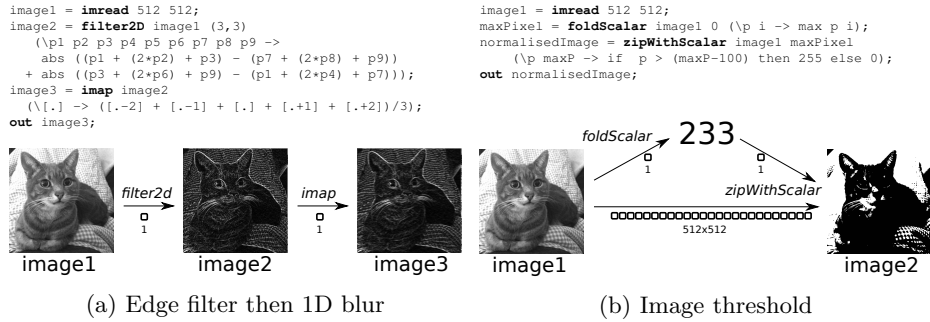 image1 = imread 512 512;
image2 = filter2D image1 (3,3)
(\p1 p2 p3 p4 p5 p6 p7 p8 p9 ->
abs ((p1 + (2*p2) + p3) - (p7 + (2*p8) + p9))
+ abs ((p3 + (2*p6) + p9) - (p1 + (2*p4) + p7)));
image3 = imap image2
(\[.] -> ([.-2] + [.-1] + [.] + [.+1] + [.+2])/3);
out image3;
filter2d
1
imap
1
image1
image2
image3
(a) Edge filter then 1D blur
image1 = imread 512 512;
maxPixel = foldScalar image1 0 (\p i -> max p i);
normalisedImage = zipWithScalar image1 maxPixel
(\p maxP -> if p > (maxP-100) then 255 else 0);
out normalisedImage;
foldScalar
233
1
1
zipWithScalar
512x512
image1
image2
(b) Image threshold